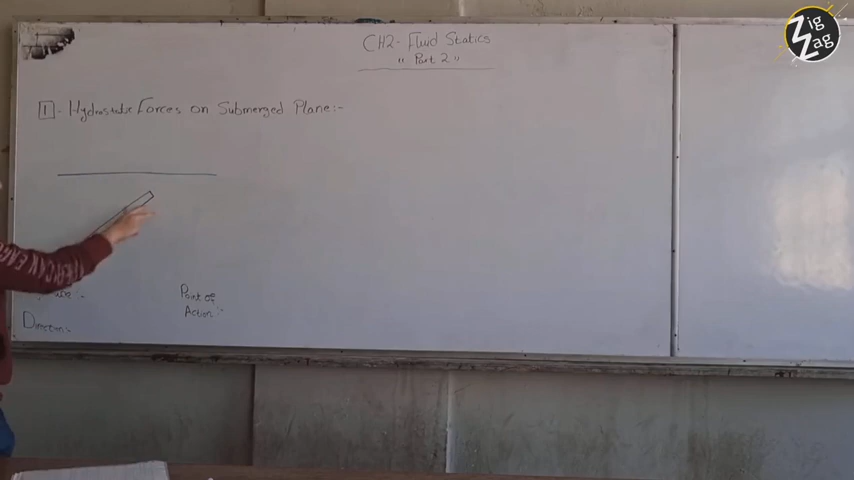 CH2- Fluid Statics
"Part 2"
1 - Hydrostatic Forces on Submerged Plane:-
Point of
Action:-
Direction:-
Zig
Zag